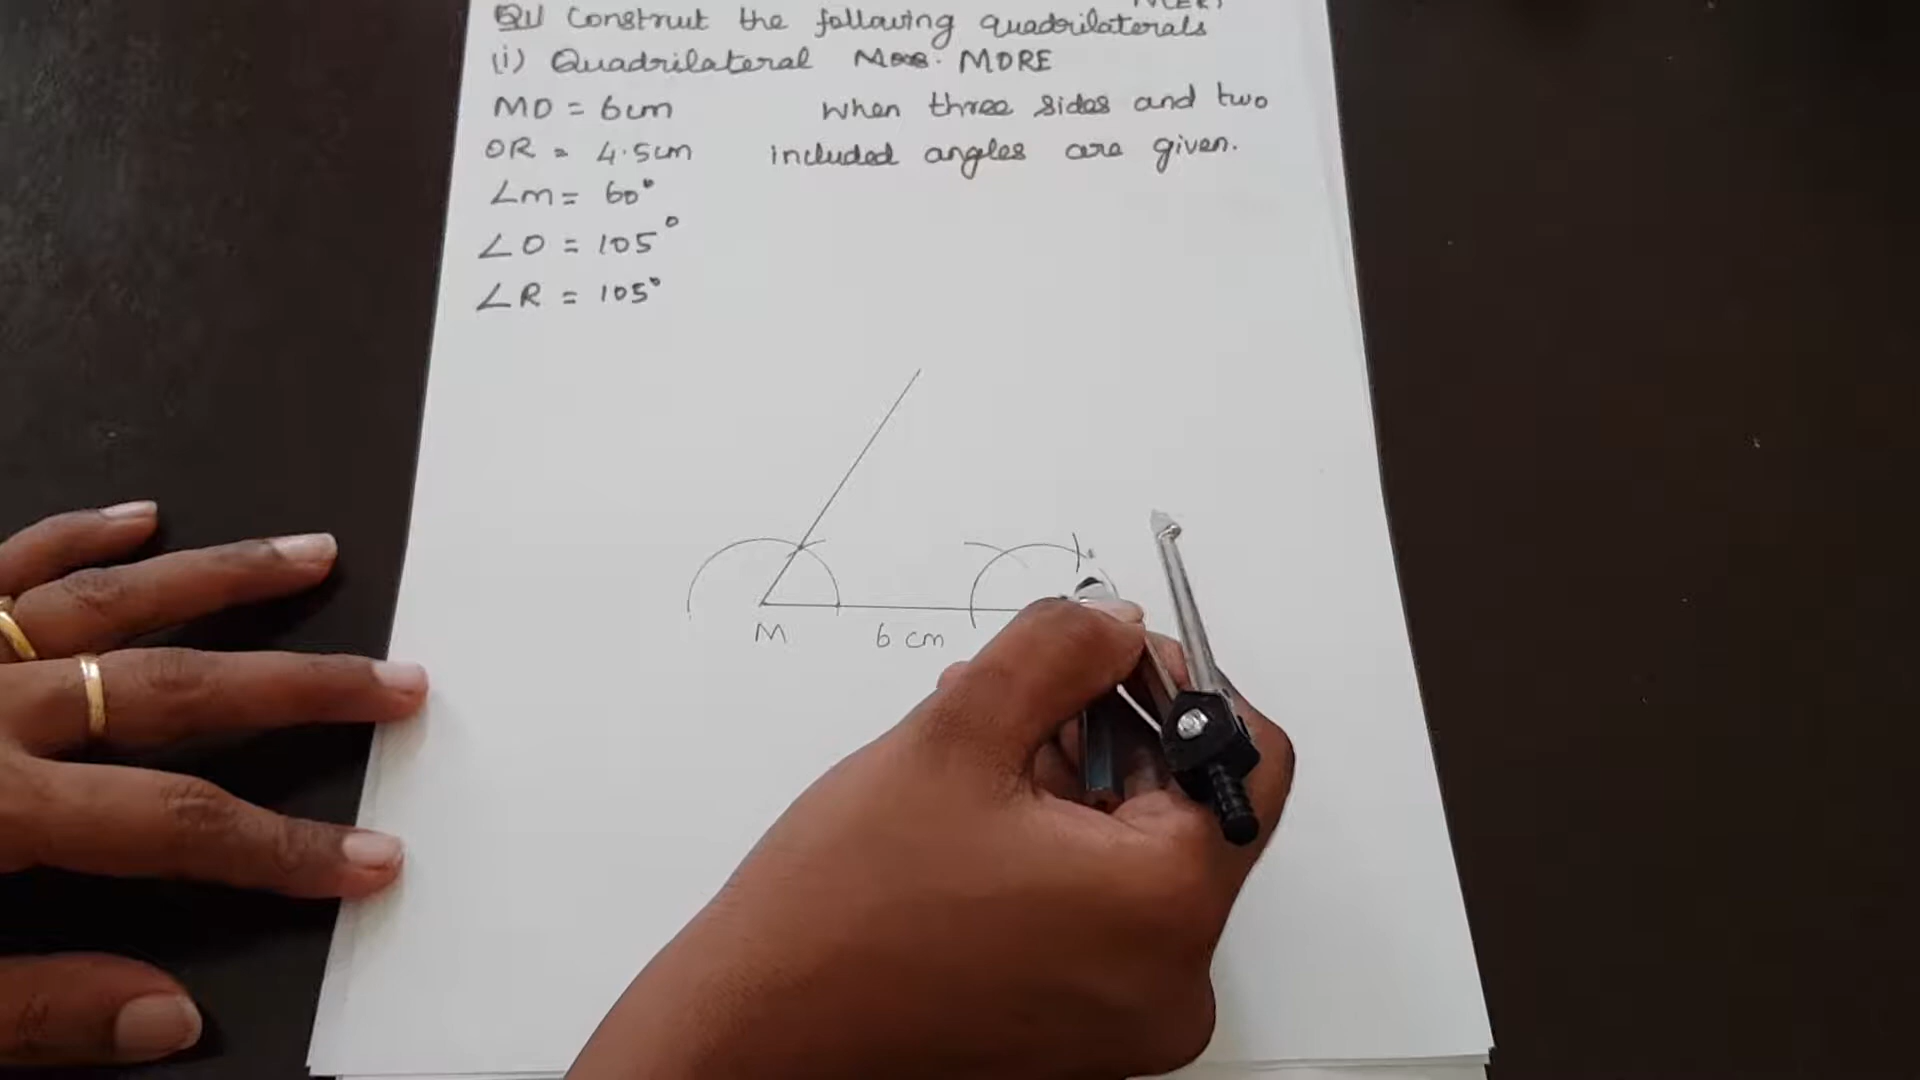 Q1) Construct the following quadrilaterals
(i) Quadrilateral MORE
MO = 6cm when three sides and two
OR = 4.5cm included angles are given.
∠M = 60°
∠O = 105°
∠R = 105°
M 6 cm